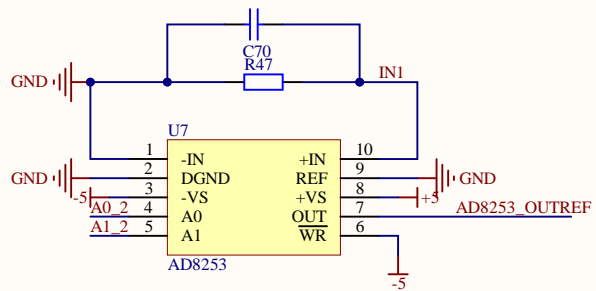 C70
R47
GND
IN1
U7
1 -IN +IN 10
GND 2 DGND REF 9 GND
-5 3 -VS +VS 8 +5
A0_2 4 A0 OUT 7 AD8253_OUTREF
A1_2 5 A1 WR 6
AD8253
-5